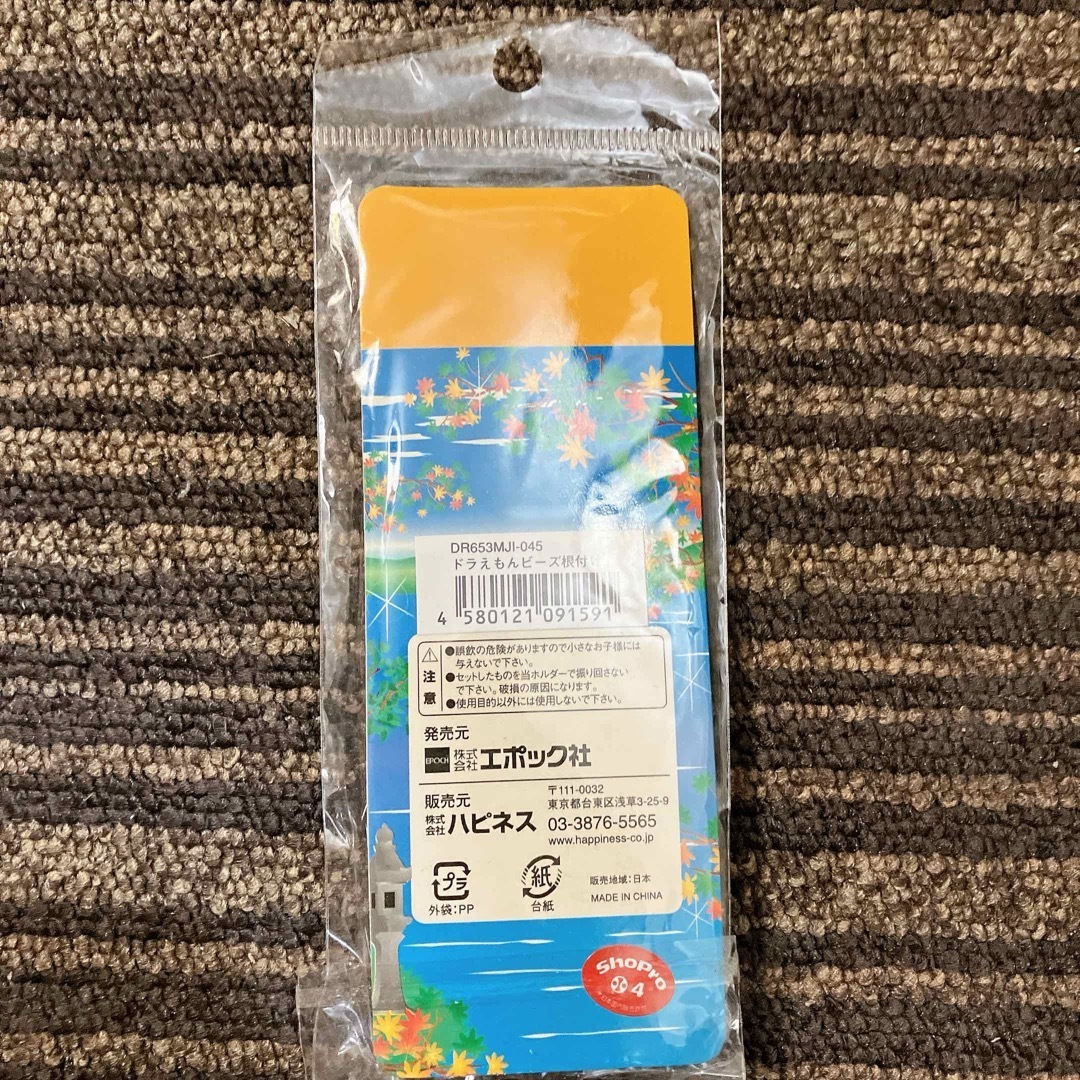 DR653MJI-045
ドラえもんビーズ根付け
4 580121 091591
注意
●誤飲の危険がありますので小さなお子様には
与えないで下さい。
●セットしたものを当ホルダーで振り回さない
で下さい。破損の原因になります。
●使用目的以外には使用しないで下さい。
発売元
EPOCH 株式会社エポック社
販売元
株式会社ハピネス
〒111-0032
東京都台東区浅草3-25-9
03-3876-5565
www.happiness-co.jp
プラ
外袋:PP
紙
台紙
販売地域:日本
MADE IN CHINA
ShoPro
4